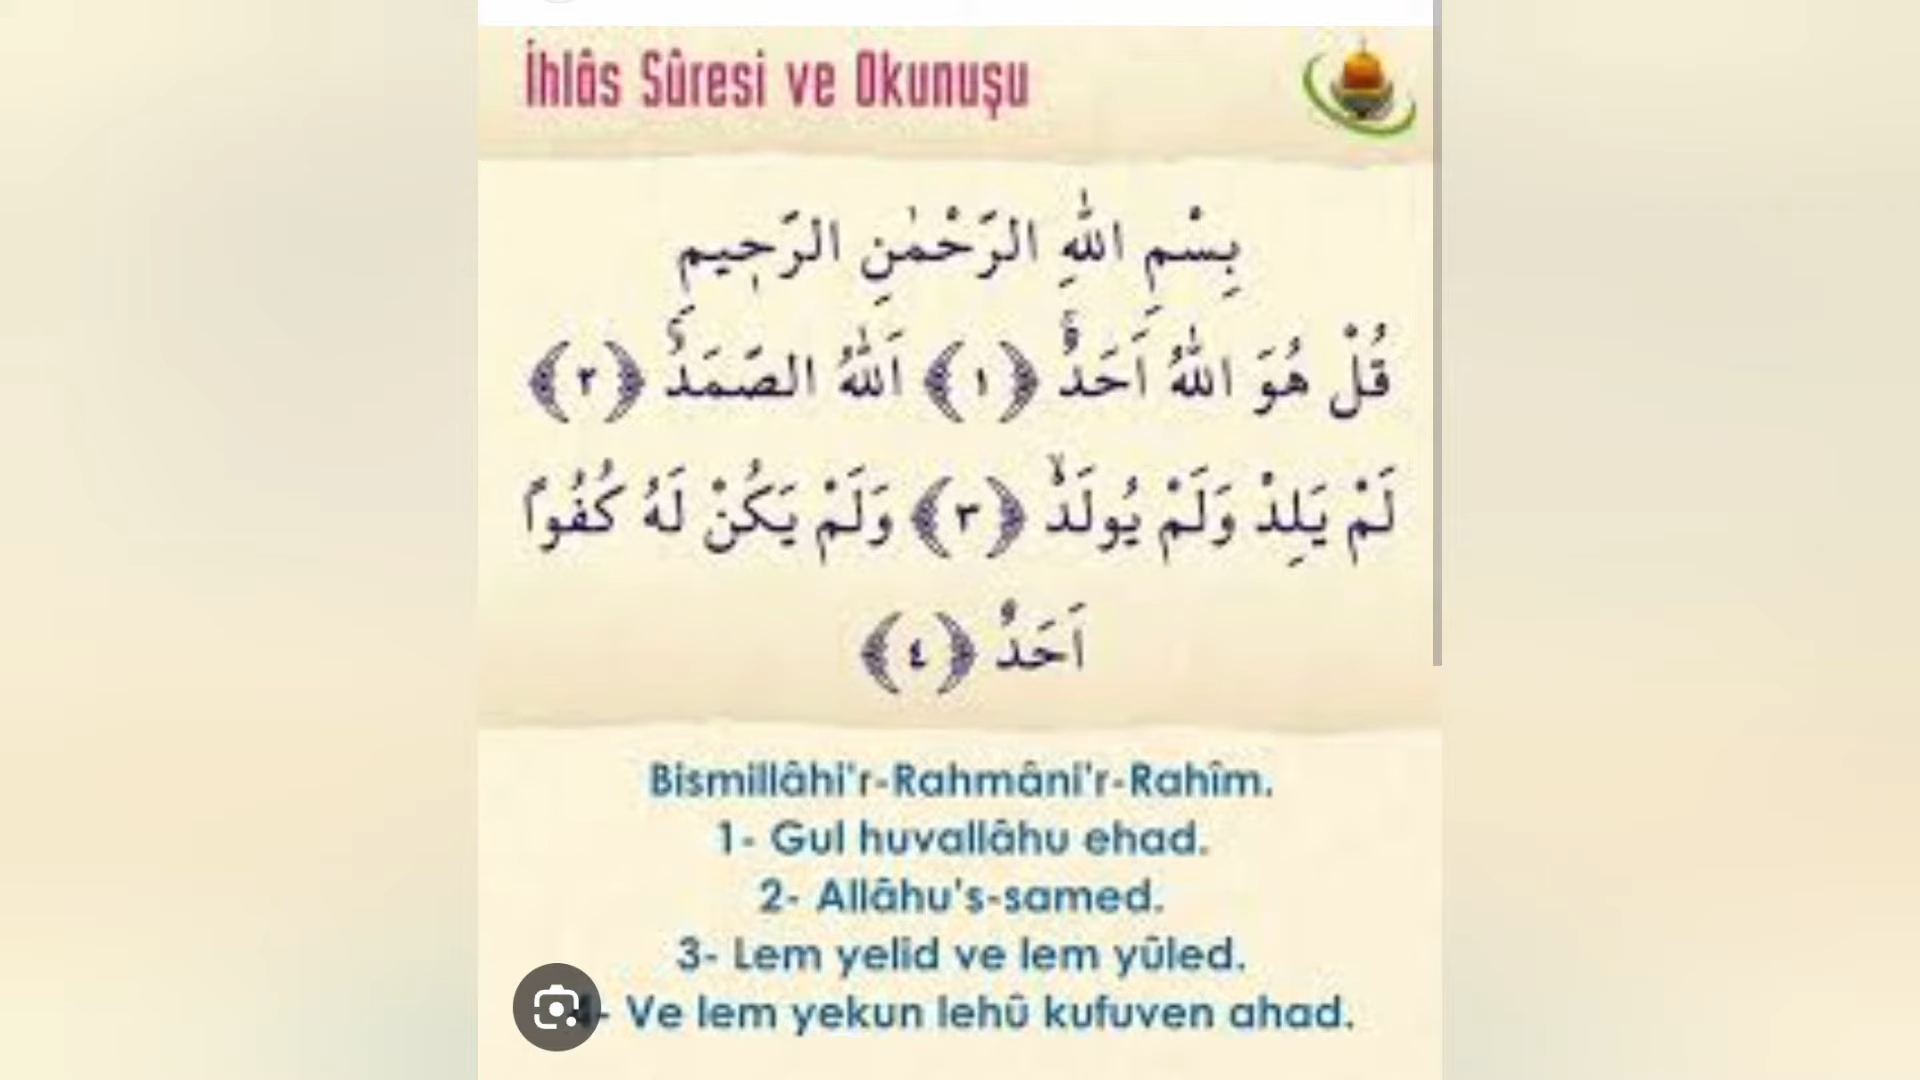 İhlâs Sûresi ve Okunuşu
بِسْمِ اللّٰهِ الرَّحْمٰنِ الرَّحٖيمِ
قُلْ هُوَ اللّٰهُ اَحَدٌۚ ﴿١﴾ اَللّٰهُ الصَّمَدُۚ ﴿٢﴾
لَمْ يَلِدْ وَلَمْ يُولَدْۙ ﴿٣﴾ وَلَمْ يَكُنْ لَهُ كُفُواً
اَحَدٌ ﴿٤﴾
Bismillâhi'r-Rahmâni'r-Rahîm.
1- Gul huvallâhu ehad.
2- Allâhu's-samed.
3- Lem yelid ve lem yûled.
4- Ve lem yekun lehû kufuven ahad.